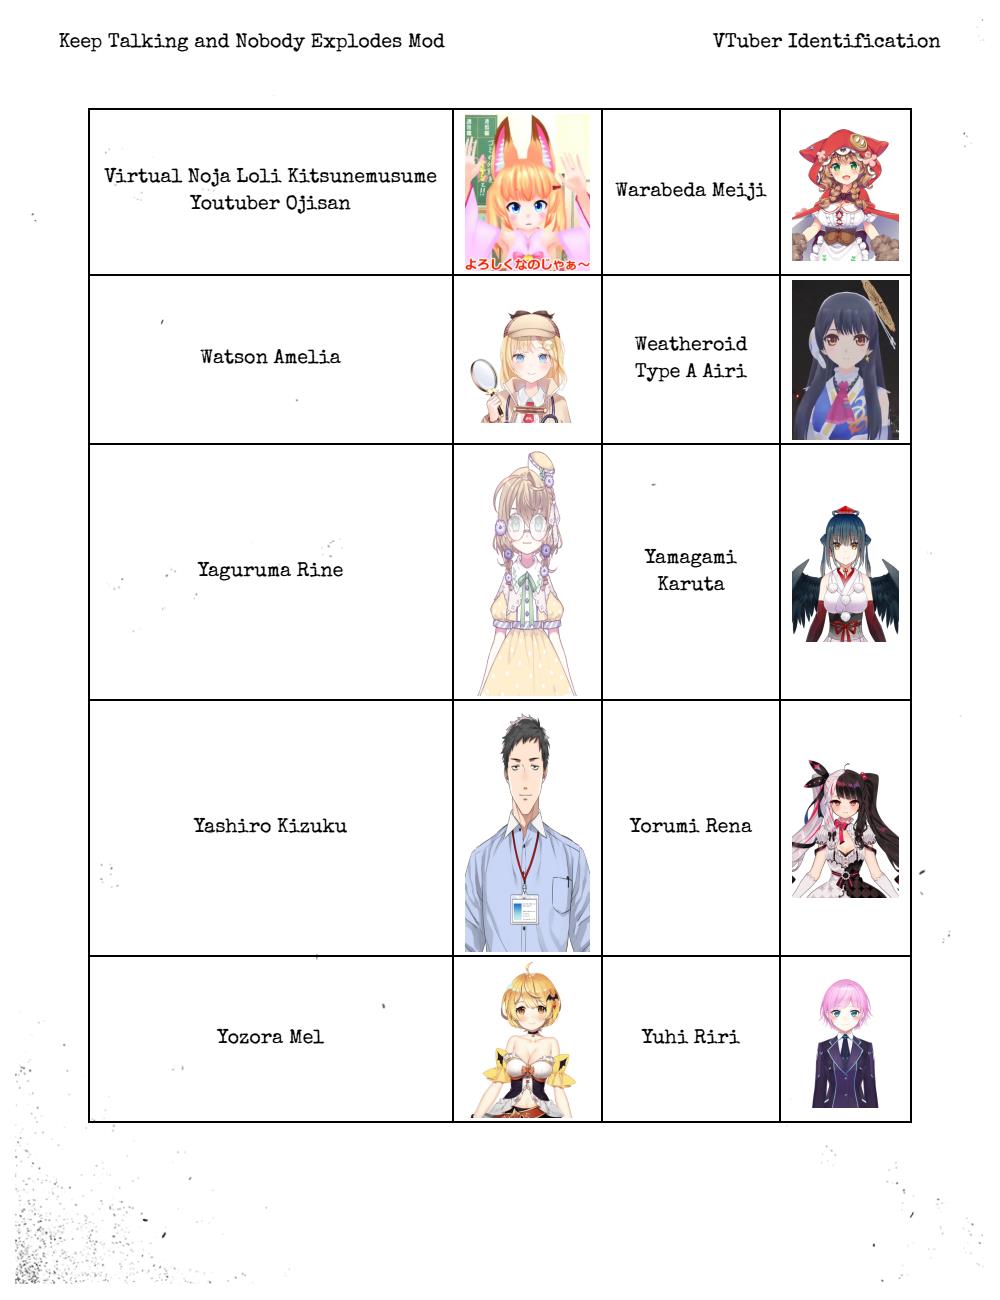 Keep Talking and Nobody Explodes Mod
VTuber Identification
Virtual Noja Loli Kitsunemusume
Youtuber Ojisan
よろしくなのじゃぁ～
Warabeda Meiji
Watson Amelia
Weatheroid
Type A Airi
Yaguruma Rine
Yamagami
Karuta
Yashiro Kizuku
Yorumi Rena
Yozora Mel
Yuhi Riri